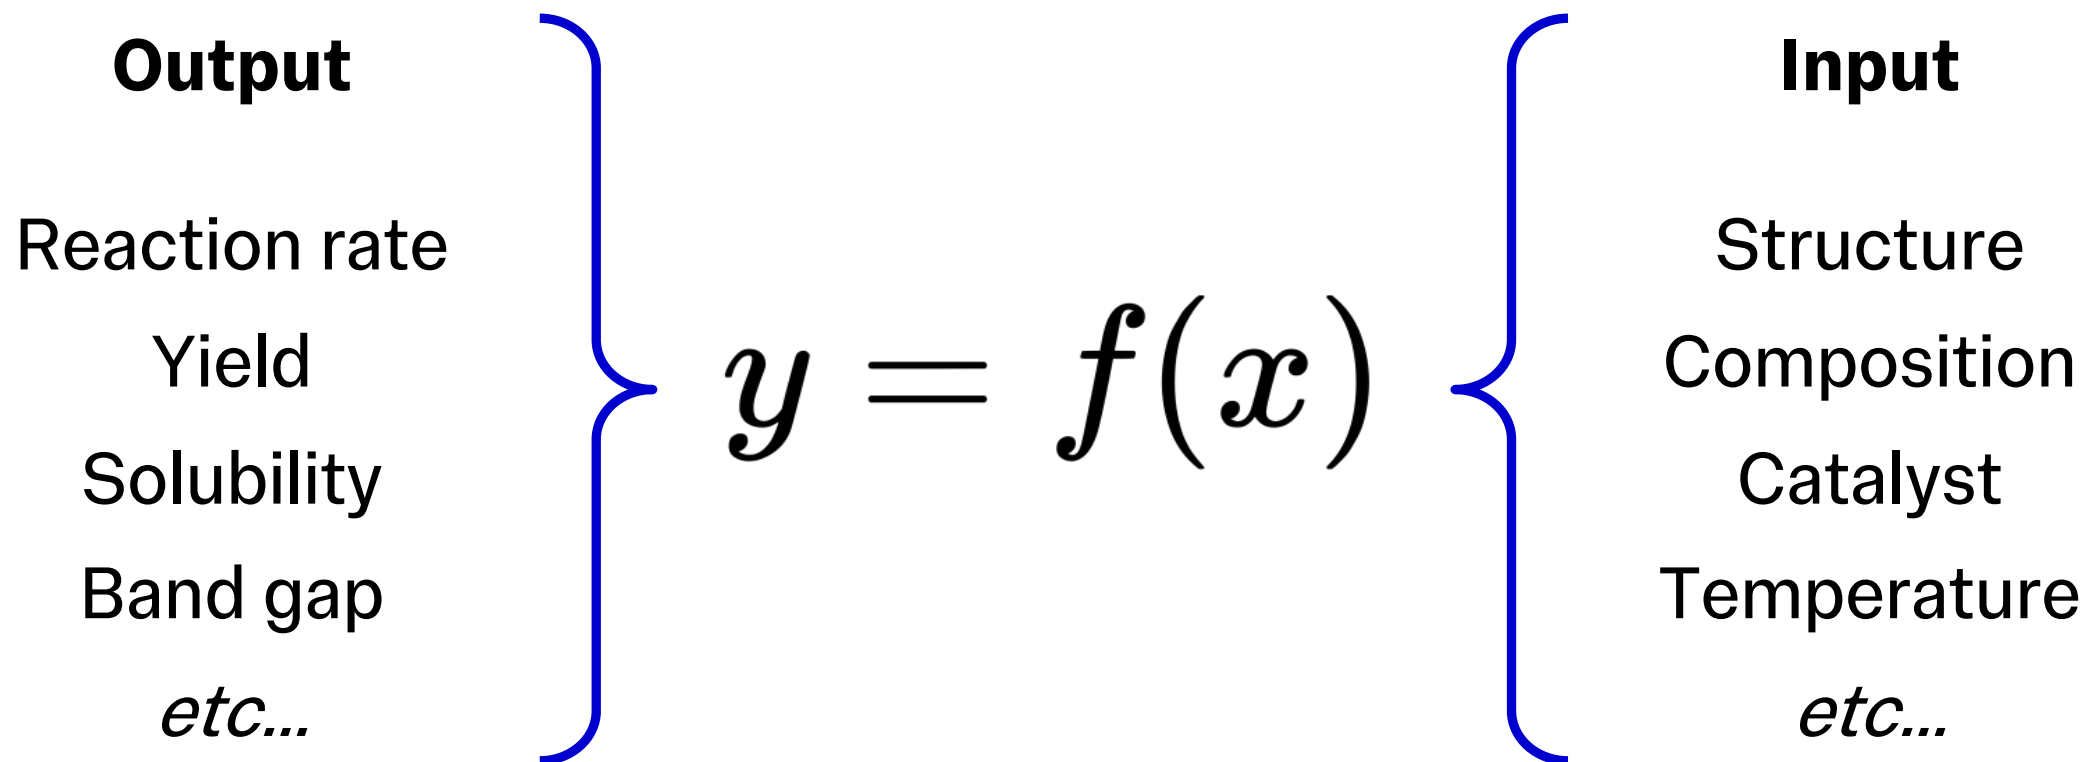 Output
Reaction rate
Yield
Solubility
Band gap
etc...
y = f(x)
Input
Structure
Composition
Catalyst
Temperature
etc...